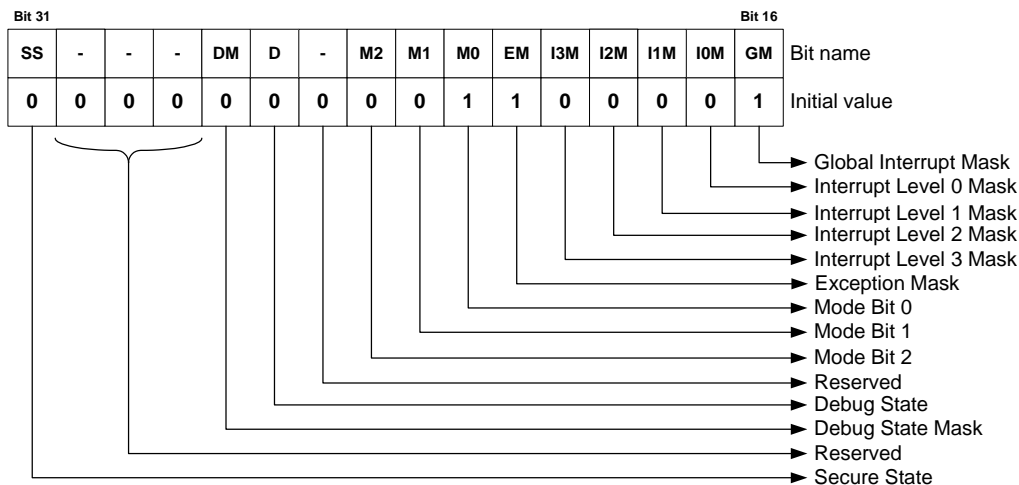 Bit 31 Bit 16
SS - - - DM D - M2 M1 M0 EM I3M I2M I1M I0M GM Bit name
0 0 0 0 0 0 0 0 0 1 1 0 0 0 0 1 Initial value
Global Interrupt Mask
Interrupt Level 0 Mask
Interrupt Level 1 Mask
Interrupt Level 2 Mask
Interrupt Level 3 Mask
Exception Mask
Mode Bit 0
Mode Bit 1
Mode Bit 2
Reserved
Debug State
Debug State Mask
Reserved
Secure State